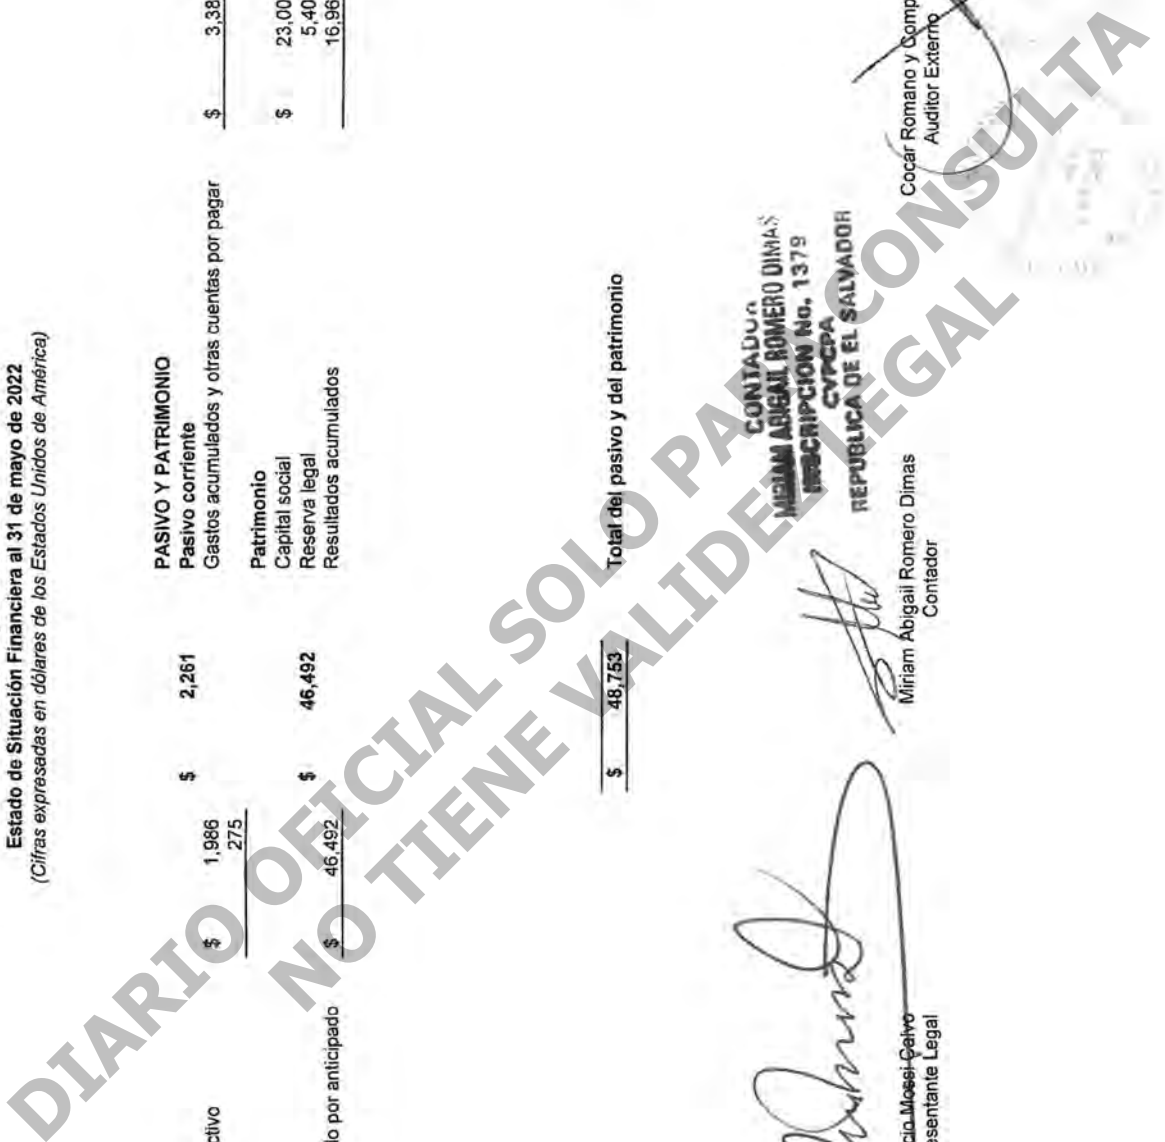 Estado de Situación Financiera al 31 de mayo de 2022
(Cifras expresadas en dólares de los Estados Unidos de América)
$ 1,986
275
$ 2,261
por anticipado
$ 46,492
$ 46,492
$ 48,753
PASIVO Y PATRIMONIO
Pasivo corriente
Gastos acumulados y otras cuentas por pagar $
Patrimonio
Capital social $
Reserva legal
Resultados acumulados
Total del pasivo y del patrimonio
Mossi Calvo
Legal
Miriam Abigail Romero Dimas
Contador
CONTADOR
MIRIAM ABIGAIL ROMERO DIMAS
INSCRIPCION No. 1379
CVPCPA
REPUBLICA DE EL SALVADOR
Cocar Romano y
Auditor Externo
DIARIO OFICIAL SOLO PARA CONSULTA
NO TIENE VALIDEZ LEGAL